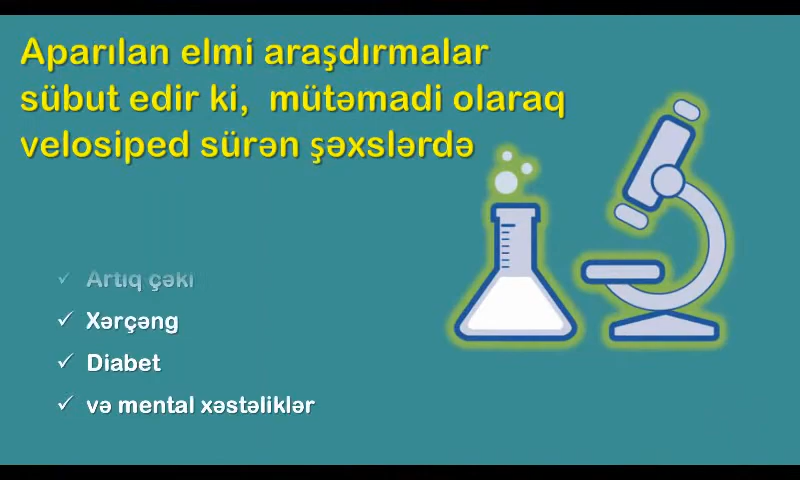 Aparılan elmi araşdırmalar
sübut edir ki, mütəmadi olaraq
velosiped sürən şəxslərdə
Artıq çəki
Xərçəng
Diabet
və mental xəstəliklər